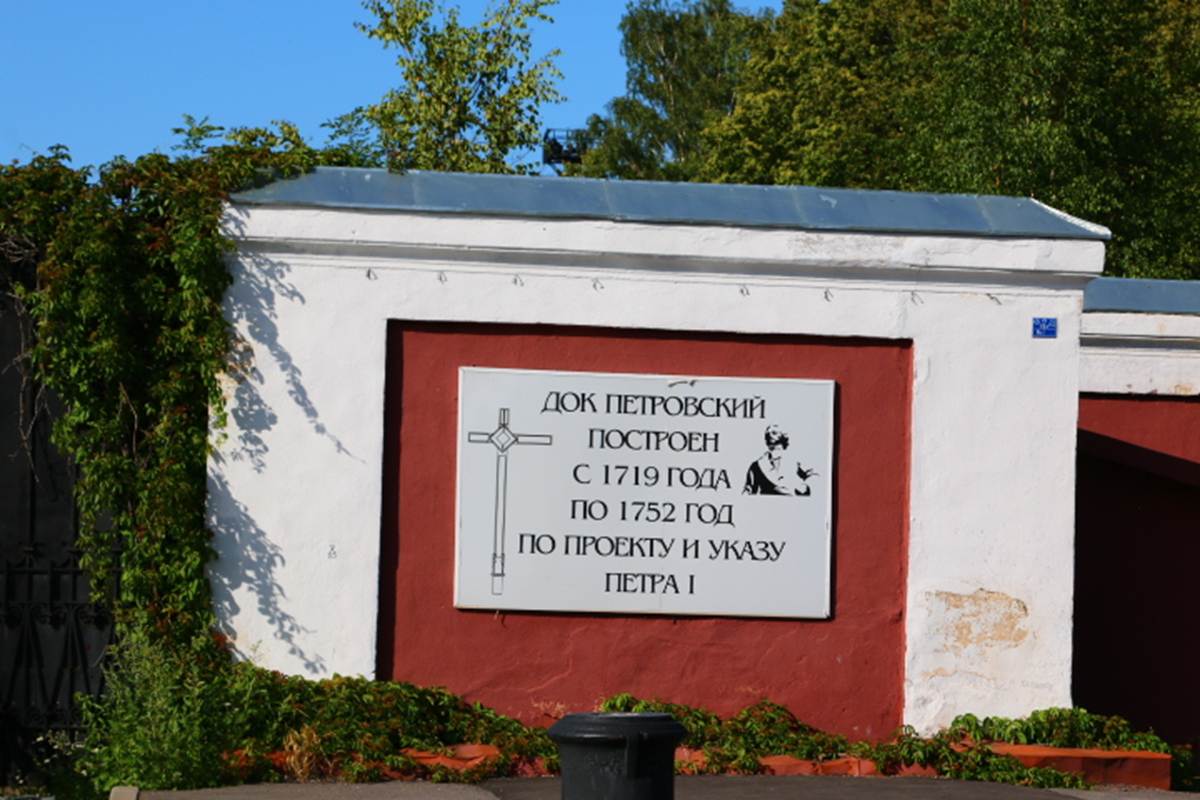 ДОК ПЕТРОВСКИЙ
ПОСТРОЕН
С 1719 ГОДА
ПО 1752 ГОД
ПО ПРОЕКТУ И УКАЗУ
ПЕТРА I